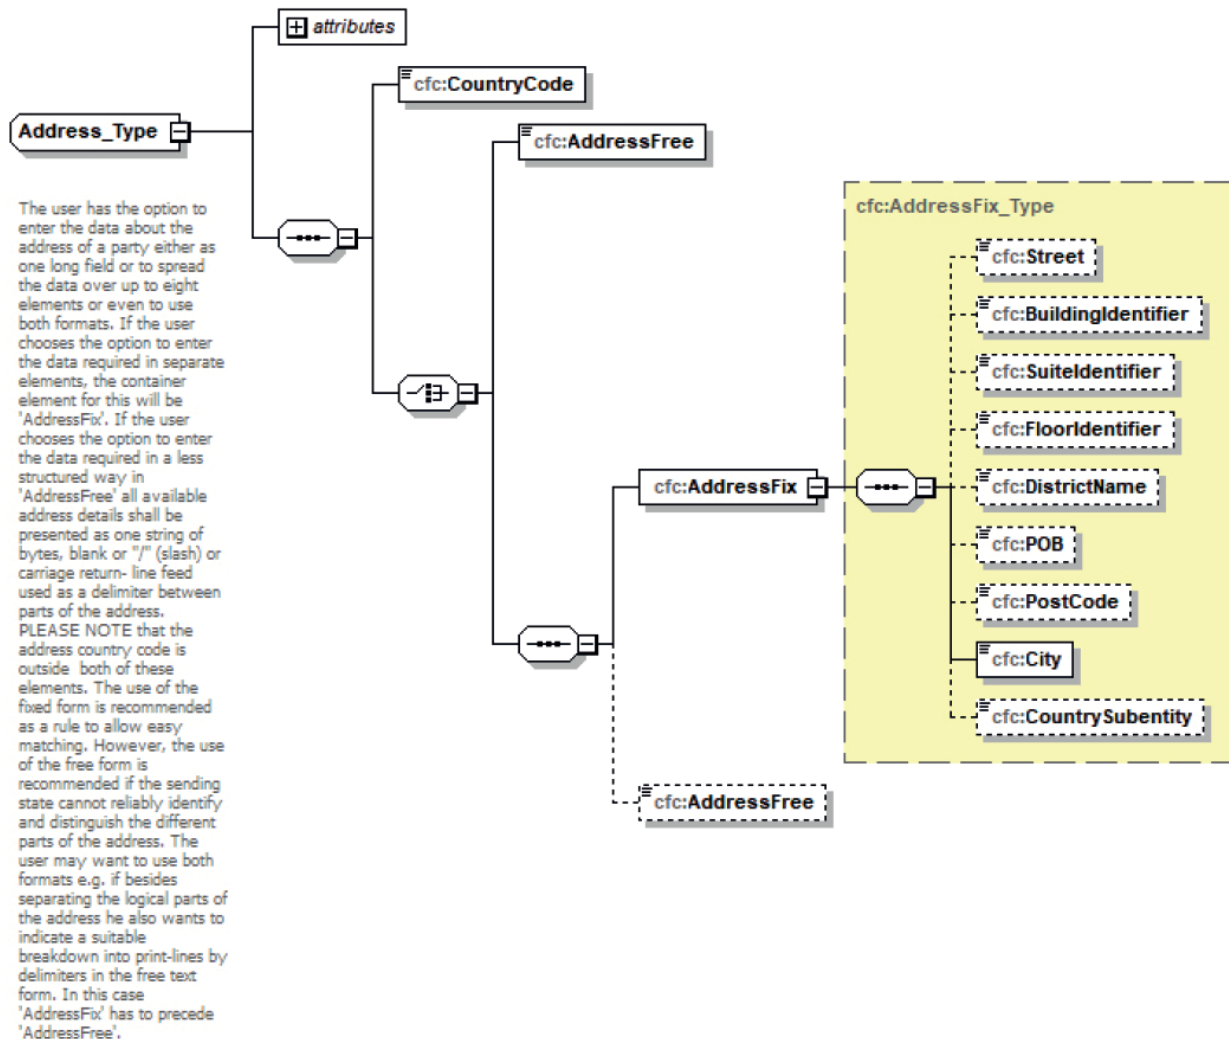 attributes
cfc:CountryCode
Address_Type
cfc:AddressFree
The user has the option to
enter the data about the
address of a party either as
one long field or to spread
the data over up to eight
elements or even to use
both formats. If the user
chooses the option to enter
the data required in separate
elements, the container
element for this will be
'AddressFix'. If the user
chooses the option to enter
the data required in a less
structured way in
'AddressFree' all available
address details shall be
presented as one string of
bytes, blank or "/" (slash) or
carriage return- line feed
used as a delimiter between
parts of the address.
PLEASE NOTE that the
address country code is
outside  both of these
elements. The use of the
fixed form is recommended
as a rule to allow easy
matching. However, the use
of the free form is
recommended if the sending
state cannot reliably identify
and distinguish the different
parts of the address. The
user may want to use both
formats e.g. if besides
separating the logical parts of
the address he also wants to
indicate a suitable
breakdown into print-lines by
delimiters in the free text
form. In this case
'AddressFix' has to precede
'AddressFree'.
cfc:AddressFix_Type
cfc:Street
cfc:BuildingIdentifier
cfc:SuiteIdentifier
cfc:FloorIdentifier
cfc:AddressFix
cfc:DistrictName
cfc:POB
cfc:PostCode
cfc:City
cfc:CountrySubentity
cfc:AddressFree